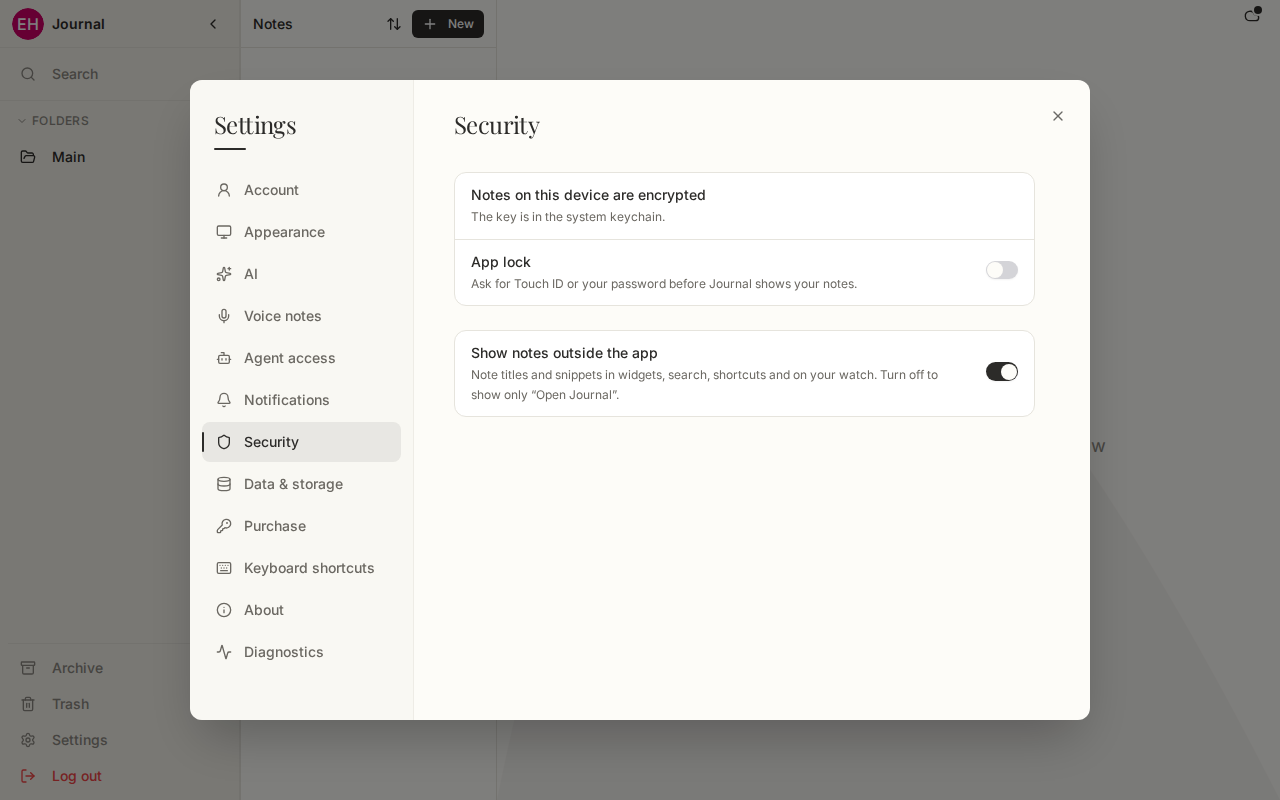 EH Journal
Notes
New
Search
FOLDERS
Main
Archive
Trash
Settings
Log out
Settings
Account
Appearance
AI
Voice notes
Agent access
Notifications
Security
Data & storage
Purchase
Keyboard shortcuts
About
Diagnostics
Security
Notes on this device are encrypted
The key is in the system keychain.
App lock
Ask for Touch ID or your password before Journal shows your notes.
Show notes outside the app
Note titles and snippets in widgets, search, shortcuts and on your watch. Turn off to
show only “Open Journal”.